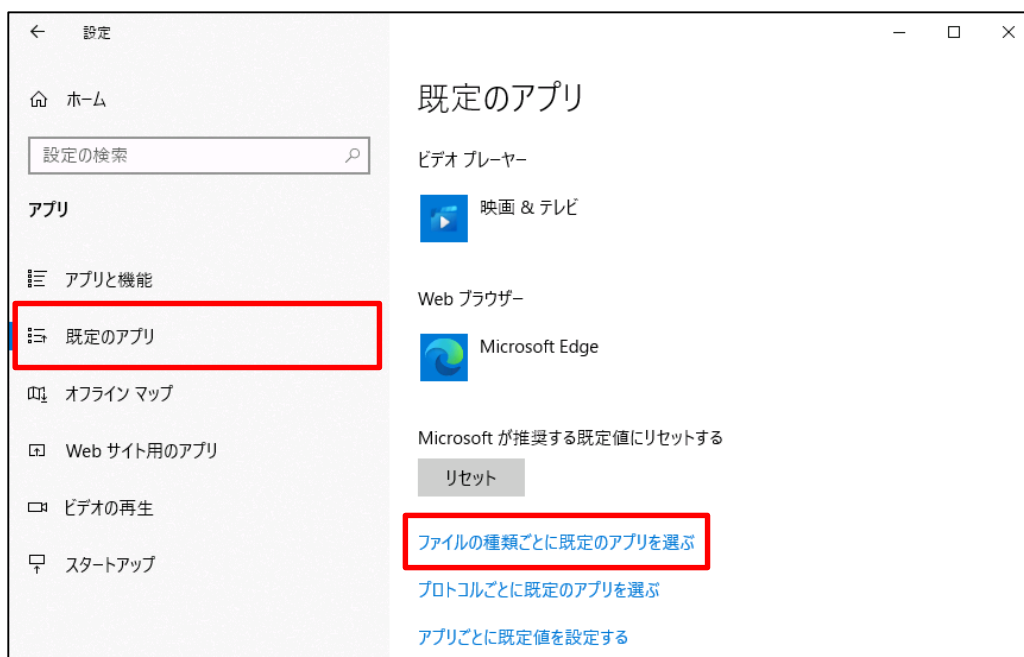 設定
ホーム
設定の検索
アプリ
アプリと機能
既定のアプリ
オフライン マップ
Web サイト用のアプリ
ビデオの再生
スタートアップ
既定のアプリ
ビデオ プレーヤー
映画 & テレビ
Web ブラウザー
Microsoft Edge
Microsoft が推奨する既定値にリセットする
リセット
ファイルの種類ごとに既定のアプリを選ぶ
プロトコルごとに既定のアプリを選ぶ
アプリごとに既定値を設定する